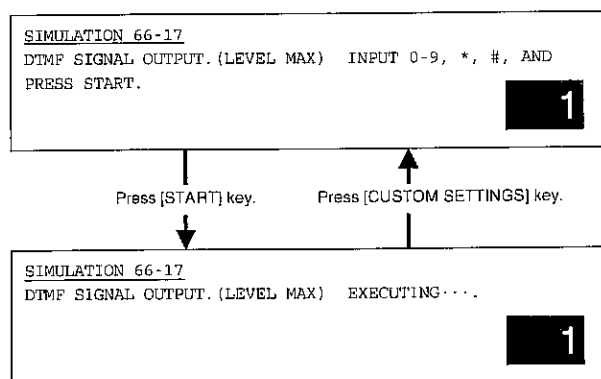 SIMULATION 66-17
DTMF SIGNAL OUTPUT.(LEVEL MAX) INPUT 0-9, *, #, AND
PRESS START.
1
Press [START] key. Press [CUSTOM SETTINGS] key.
SIMULATION 66-17
DTMF SIGNAL OUTPUT.(LEVEL MAX) EXECUTING···.
1